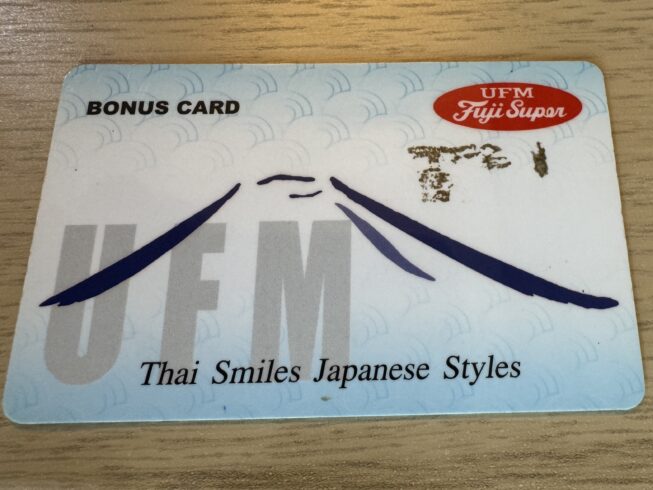 BONUS CARD
UFM
Fuji Super
UFM
Thai Smiles Japanese Styles